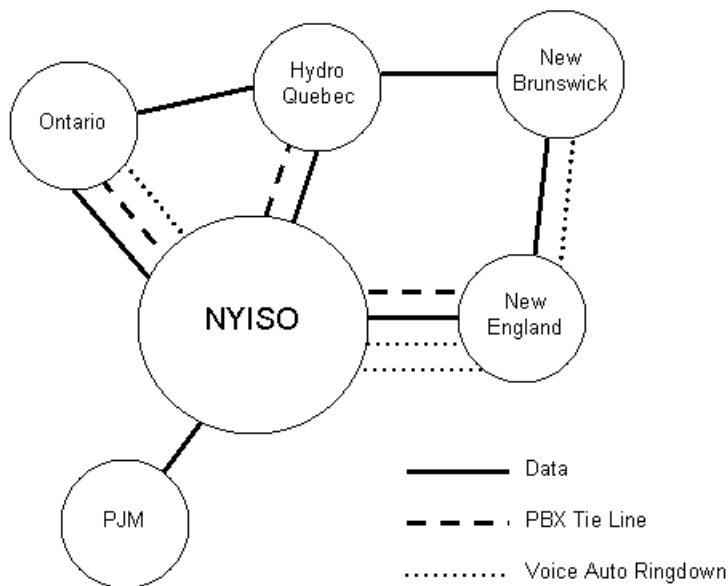 New
Brunswick
Hydro
Quebec
Ontario
NYISO
New
England
PJM
Data
PBX Tie Line
Voice Auto Ringdown